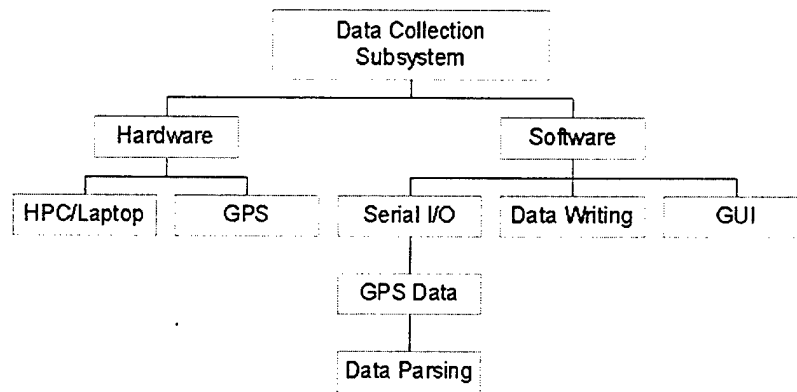 Data Collection
Subsystem
Hardware
Software
HPC/Laptop
GPS
Serial I/O
Data Writing
GUI
GPS Data
Data Parsing